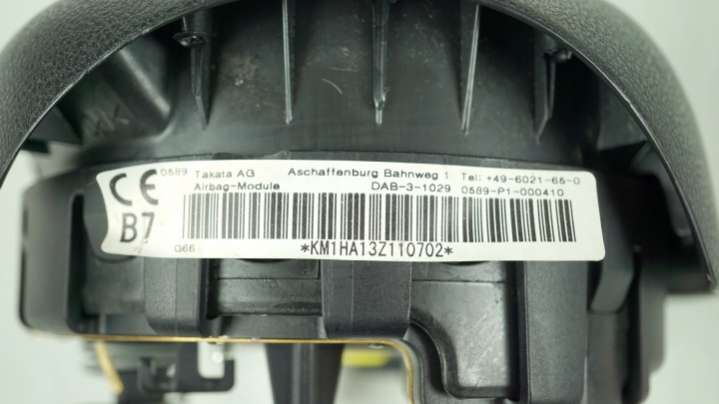 CE 0589 Takata AG Aschaffenburg Bahnweg 1 Tel: +49-6021-65-0
Airbag-Module DAB-3-1029 0589-P1-000410
B7
G66 *KM1HA13Z110702*